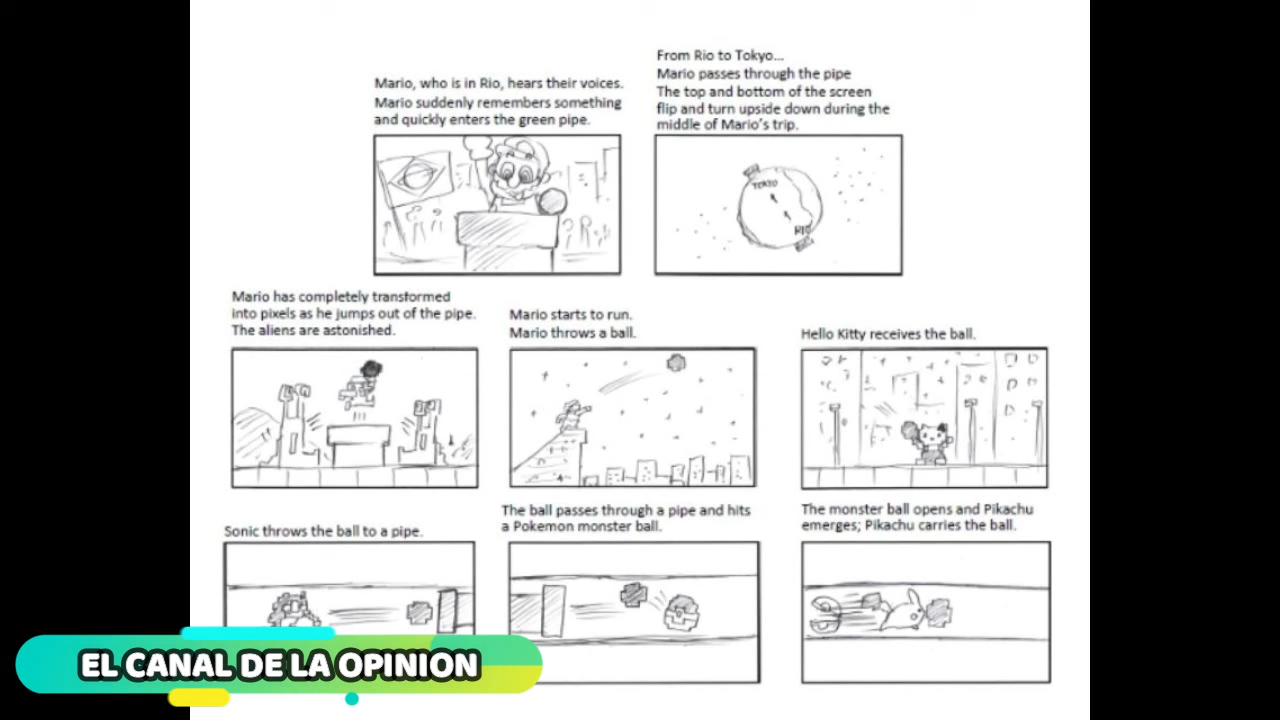 Mario, who is in Rio, hears their voices.
Mario suddenly remembers something
and quickly enters the green pipe.
From Rio to Tokyo...
Mario passes through the pipe
The top and bottom of the screen
flip and turn upside down during the
middle of Mario's trip.
TOKYO
RIO
Mario has completely transformed
into pixels as he jumps out of the pipe.
The aliens are astonished.
Mario starts to run.
Mario throws a ball.
Hello Kitty receives the ball.
Sonic throws the ball to a pipe.
The ball passes through a pipe and hits
a Pokemon monster ball.
The monster ball opens and Pikachu
emerges; Pikachu carries the ball.
EL CANAL DE LA OPINION